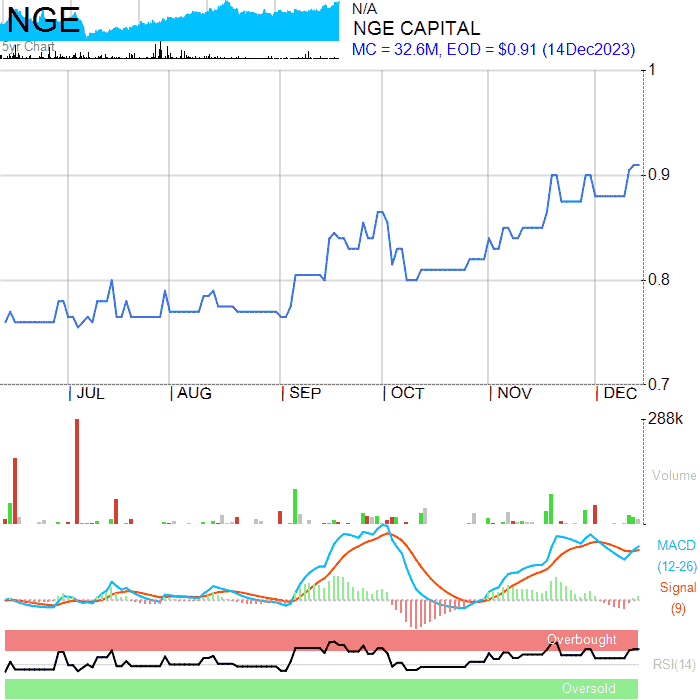 NGE
5yr Chart
N/A
NGE CAPITAL
MC = 32.6M, EOD = $0.91 (14Dec2023)
1
0.9
0.8
0.7
JUL AUG SEP OCT NOV DEC
288k
Volume
MACD
(12-26)
Signal
(9)
Overbought
RSI(14)
Oversold